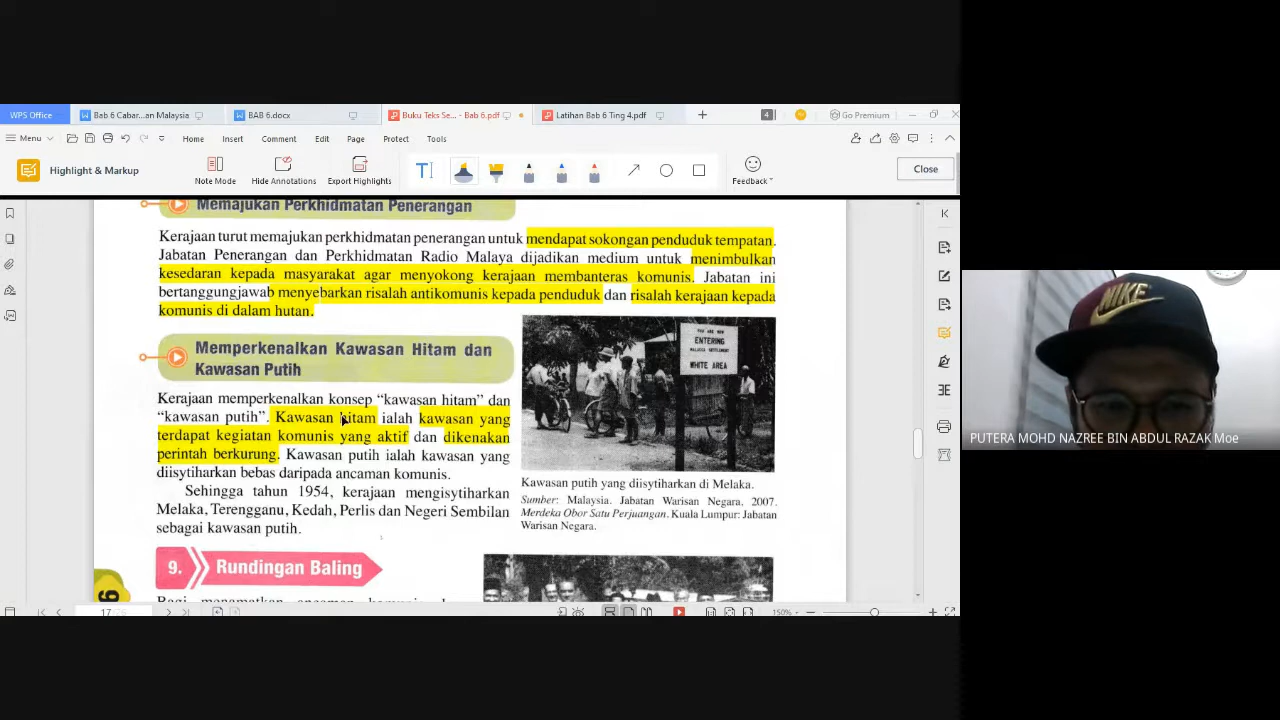 WPS Office
Bab 6 Cabar...an Malaysia
BAB 6.docx
Buku Teks Se... - Bab 6.pdf
Latihan Bab 6 Ting 4.pdf
4
Go Premium
Menu
Home
Insert
Comment
Edit
Page
Protect
Tools
Highlight & Markup
Note Mode
Hide Annotations
Export Highlights
Feedback
Close
Memajukan Perkhidmatan Penerangan
Kerajaan turut memajukan perkhidmatan penerangan untuk mendapat sokongan penduduk tempatan.
Jabatan Penerangan dan Perkhidmatan Radio Malaya dijadikan medium untuk menimbulkan
kesedaran kepada masyarakat agar menyokong kerajaan membanteras komunis. Jabatan ini
bertanggungjawab menyebarkan risalah antikomunis kepada penduduk dan risalah kerajaan kepada
komunis di dalam hutan.
Memperkenalkan Kawasan Hitam dan
Kawasan Putih
Kerajaan memperkenalkan konsep “kawasan hitam” dan
“kawasan putih”. Kawasan hitam ialah kawasan yang
terdapat kegiatan komunis yang aktif dan dikenakan
perintah berkurung. Kawasan putih ialah kawasan yang
diisytiharkan bebas daripada ancaman komunis.
Sehingga tahun 1954, kerajaan mengisytiharkan
Melaka, Terengganu, Kedah, Perlis dan Negeri Sembilan
sebagai kawasan putih.
YOU ARE NOW
ENTERING
WHITE AREA
Kawasan putih yang diisytiharkan di Melaka.
Sumber: Malaysia. Jabatan Warisan Negara. 2007.
Merdeka Obor Satu Perjuangan. Kuala Lumpur: Jabatan
Warisan Negara.
9.
Rundingan Baling
17
150%
NIKE
PUTERA MOHD NAZREE BIN ABDUL RAZAK Moe